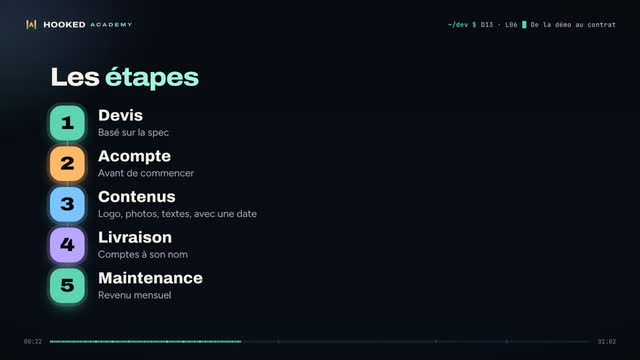 HOOKED ACADEMY
~/dev $ D13 · L06 █ De la démo au contrat
Les étapes
1
Devis
Basé sur la spec
2
Acompte
Avant de commencer
3
Contenus
Logo, photos, textes, avec une date
4
Livraison
Comptes à son nom
5
Maintenance
Revenu mensuel
00:22
01:02